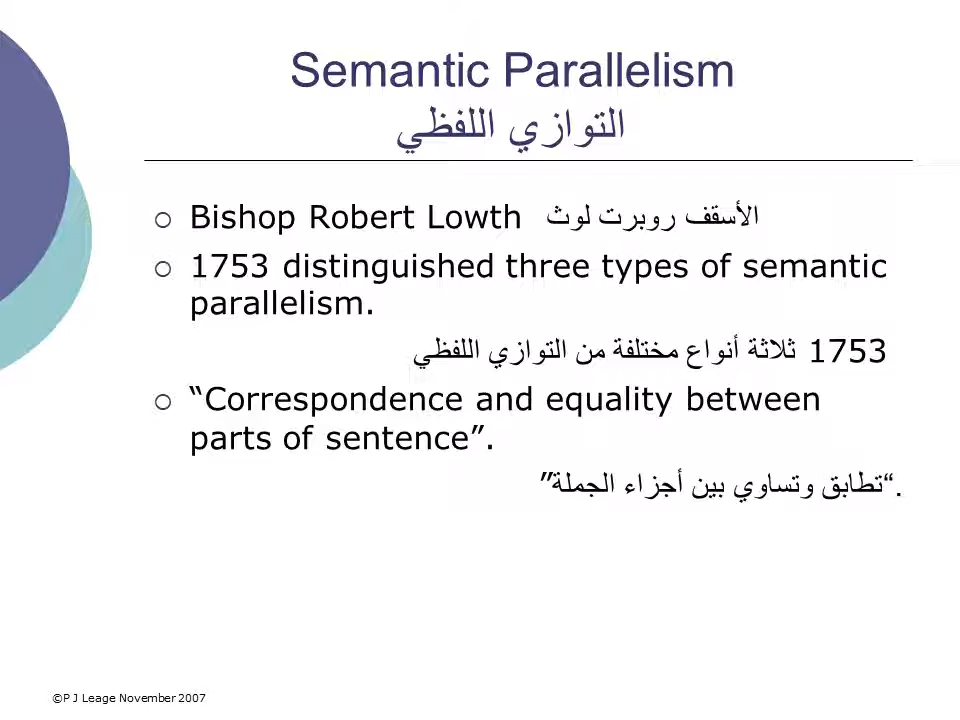 Semantic Parallelism
التوازي اللفظي
Bishop Robert Lowth الأسقف روبرت لوث
1753 distinguished three types of semantic
parallelism.
1753 ثلاثة أنواع مختلفة من التوازي اللفظي
“Correspondence and equality between
parts of sentence”.
.“تطابق وتساوي بين أجزاء الجملة”
©P J Leage November 2007